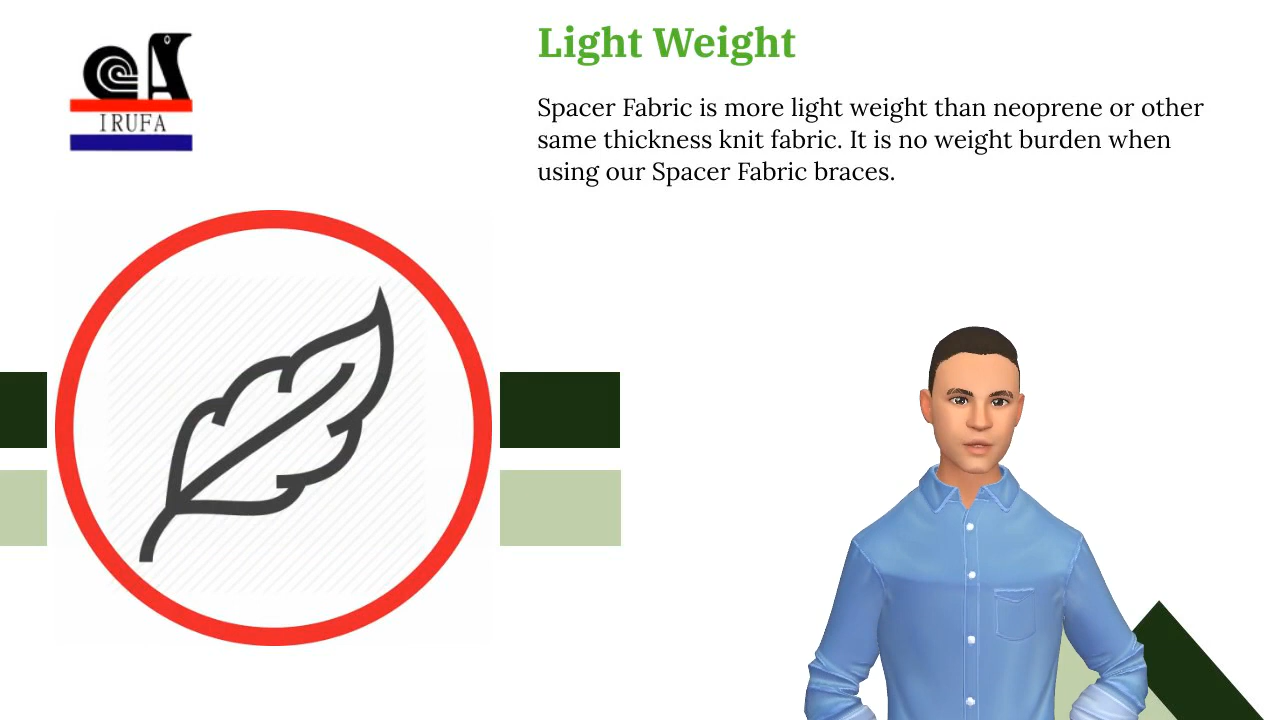 IRUFA
Light Weight
Spacer Fabric is more light weight than neoprene or other
same thickness knit fabric. It is no weight burden when
using our Spacer Fabric braces.